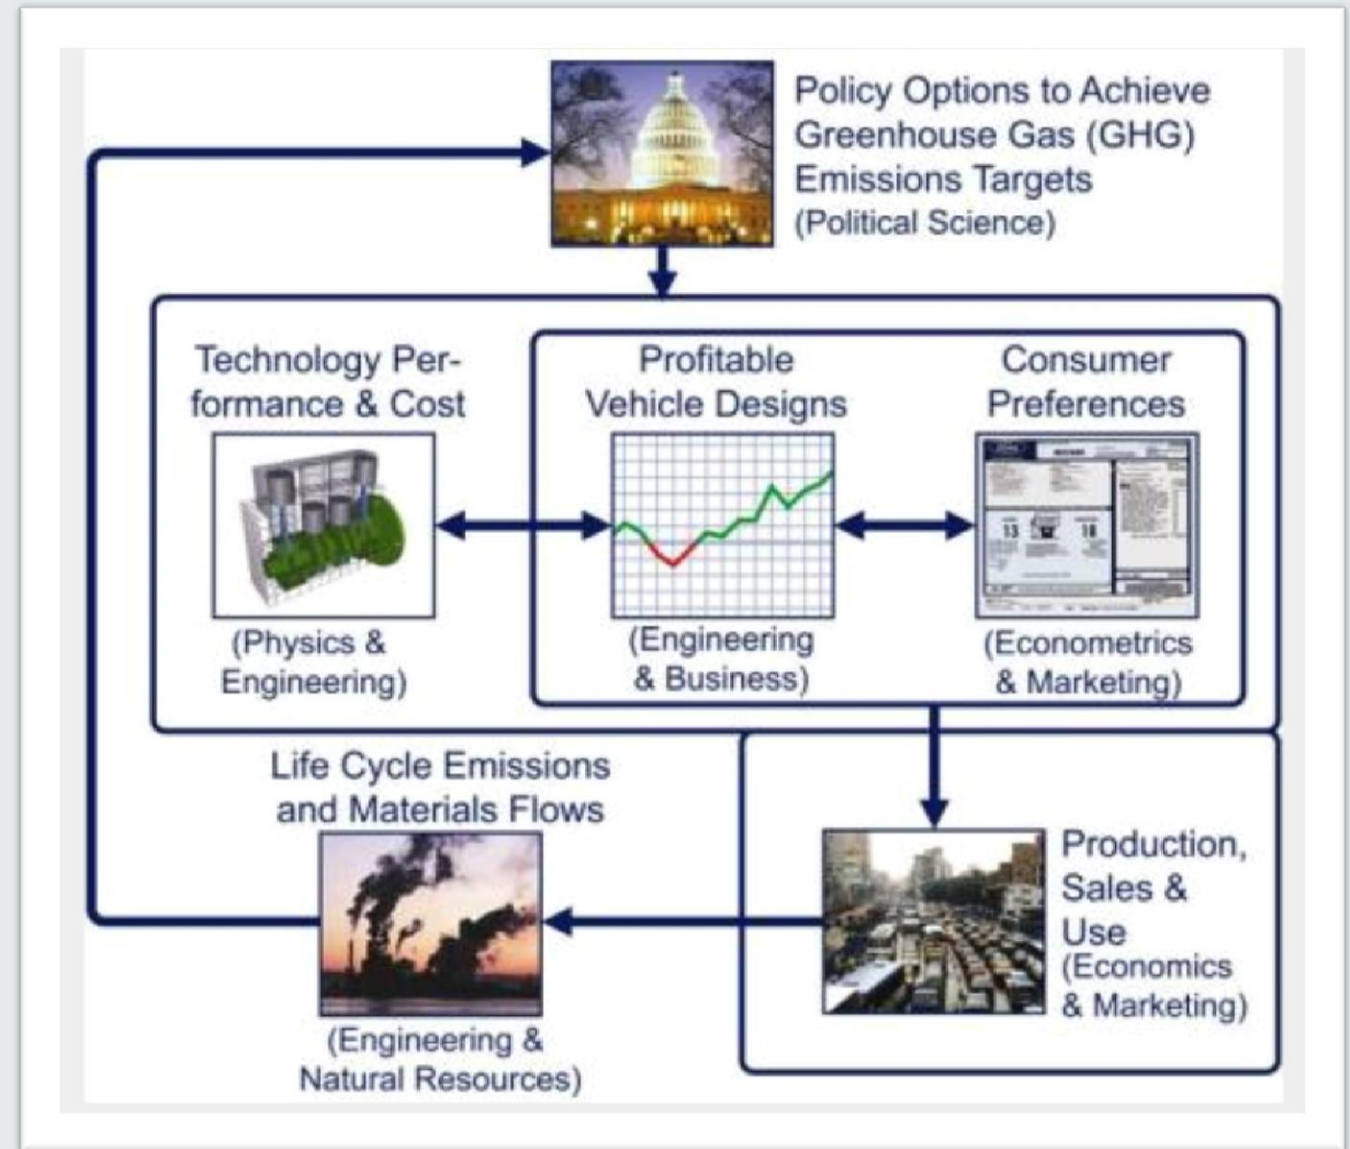 Policy Options to Achieve
Greenhouse Gas (GHG)
Emissions Targets
(Political Science)
Technology Per-
formance & Cost
(Physics &
Engineering)
Profitable
Vehicle Designs
(Engineering
& Business)
Consumer
Preferences
13
18
(Econometrics
& Marketing)
Life Cycle Emissions
and Materials Flows
(Engineering &
Natural Resources)
Production,
Sales &
Use
(Economics
& Marketing)